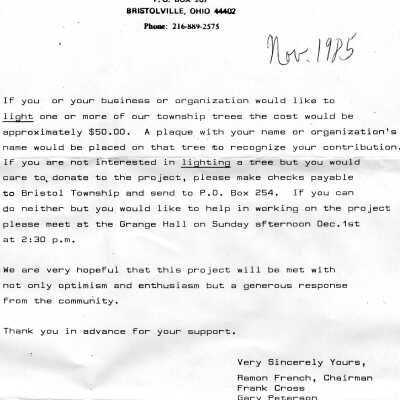 P.O. BOX 207
BRISTOLVILLE, OHIO 44402
Phone: 216-889-2575
Nov. 1985
If you or your business or organization would like to
light one or more of our township trees the cost would be
approximately $50.00. A plaque with your name or organization's
name would be placed on that tree to recognize your contribution.
If you are not interested in lighting a tree but you would
care to donate to the project, please make checks payable
to Bristol Township and send to P.O. Box 254. If you can
do neither but you would like to help in working on the project
please meet at the Grange Hall on Sunday afternoon Dec.1st
at 2:30 p.m.
We are very hopeful that this project will be met with
not only optimism and enthusiasm but a generous response
from the community.
Thank you in advance for your support.
Very Sincerely Yours,
Ramon French, Chairman
Frank Cross
Gary Peterson